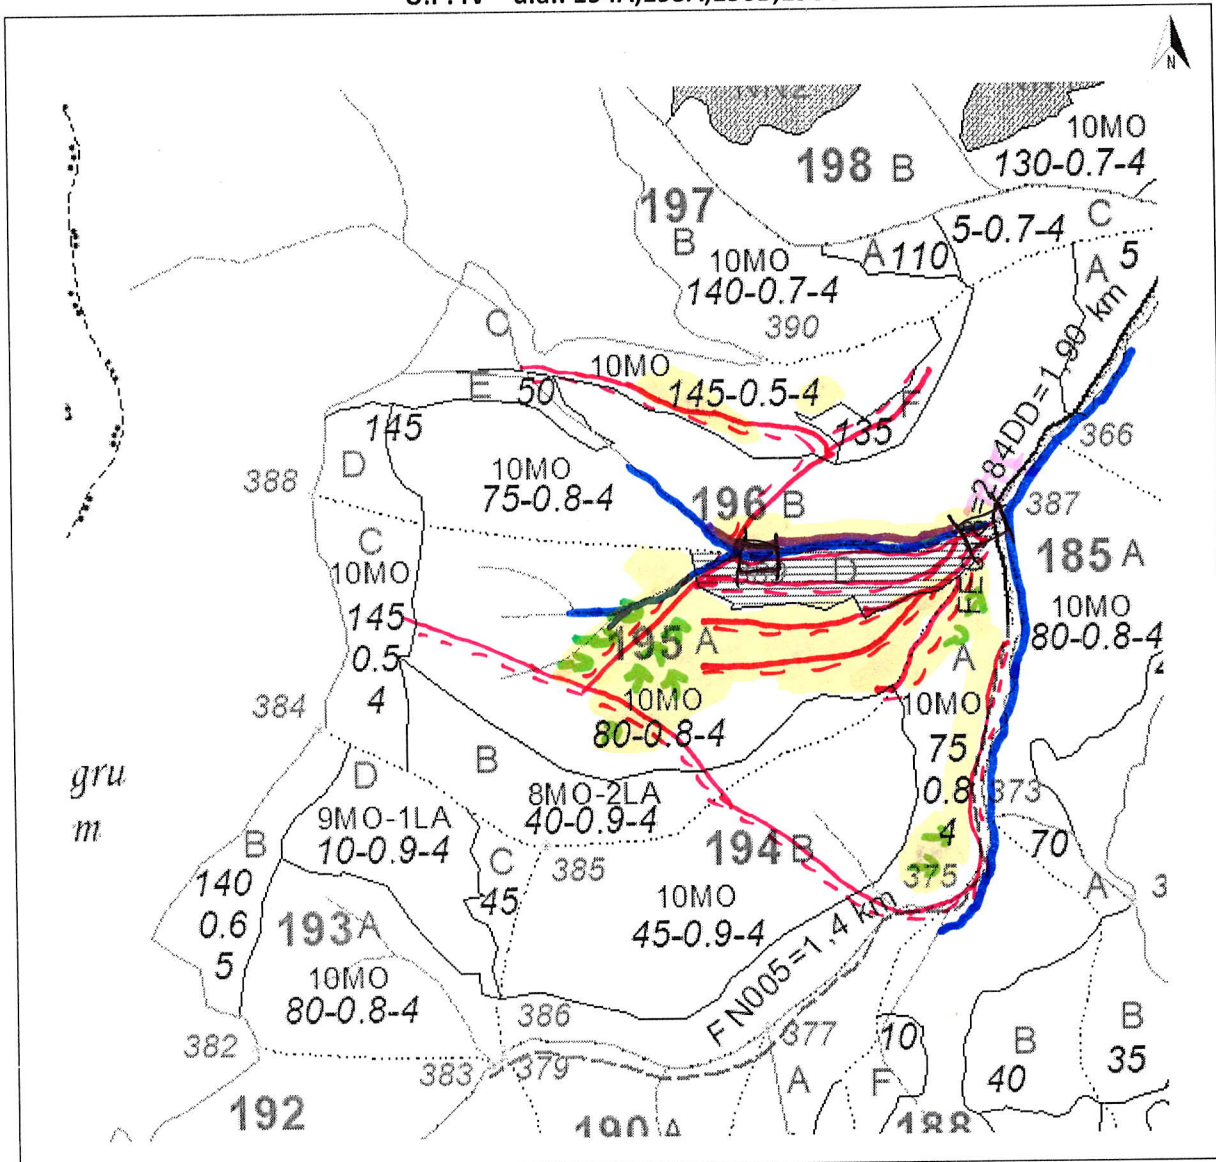 N
10MO
130-0.7-4
198 B
197
B
C
5-0.7-4
A 110
A 5
10MO
140-0.7-4
390
C
10MO
145-0.5-4
E 50
F
135
145
D
388
10MO
75-0.8-4
366
387
196 B
185 A
C
10MO
145
0.5
4
D
10MO
80-0.8-4
195 A
A
10MO
80-0.8-4
10MO
75
0.8
4
384
373
gru
m
B
D
8MO-2LA
40-0.9-4
9MO-1LA
10-0.9-4
194 B
70
B
140
0.6
5
C
45
385
375
A
10MO
45-0.9-4
193 A
10MO
80-0.8-4
FN005=1,4 km
386
377
382
383
379
10
B
40
B
35
A
F
192
190 A
188